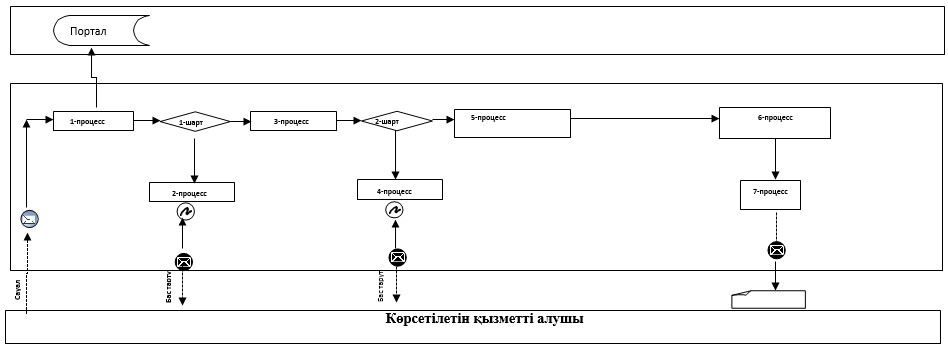 Портал
1-процесс
1-шарт
3-процесс
2-шарт
5-процесс
6-процесс
2-процесс
4-процесс
7-процесс
Сауал
Бас тарту
Бас тарту
Көрсетілетін қызметті алушы